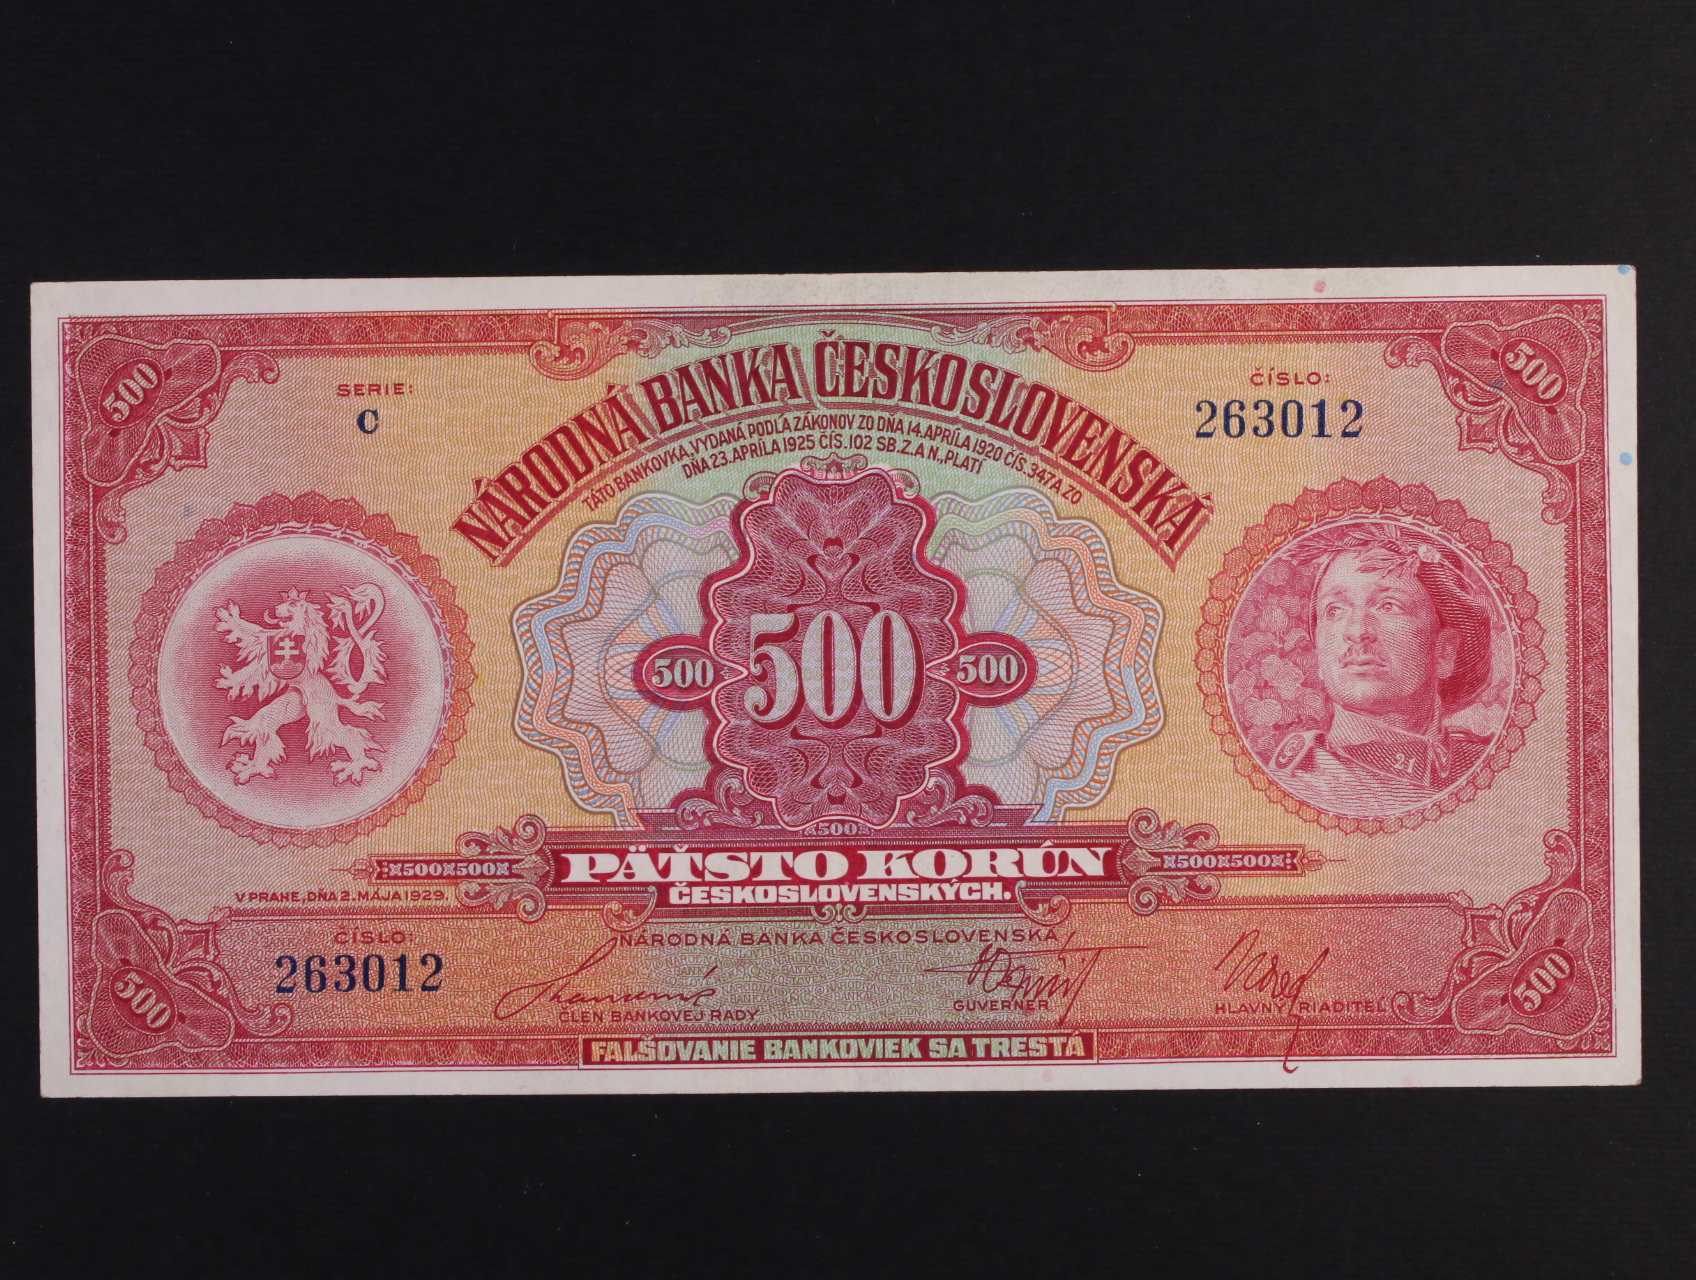 500
500
SERIE:
C
ČÍSLO:
263012
NÁRODNÁ BANKA ČESKOSLOVENSKÁ
TÁTO BANKOVKA, VYDANÁ PODĽA ZÁKONOV ZO DŇA 14. APRÍLA 1920 ČÍS. 347 A ZO
DŇA 23. APRÍLA 1925 ČÍS. 102 SB. Z. A N., PLATÍ
500 500 500
21
500
500 500 PÄŤSTO KORÚN 500 500
ČESKOSLOVENSKÝCH.
V PRAHE, DŇA 2. MÁJA 1929.
ČÍSLO:
263012
NÁRODNÁ BANKA ČESKOSLOVENSKÁ
ČLEN BANKOVEJ RADY
GUVERNÉR
HLAVNÝ RIADITEĽ
500
500
FALŠOVANIE BANKOVIEK SA TRESTÁ